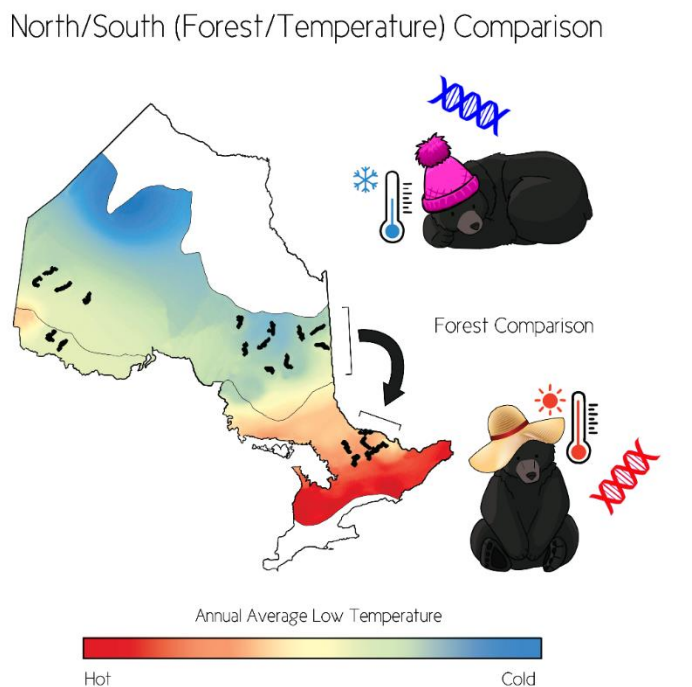 North/South (Forest/Temperature) Comparison
Forest Comparison
Annual Average Low Temperature
Hot
Cold